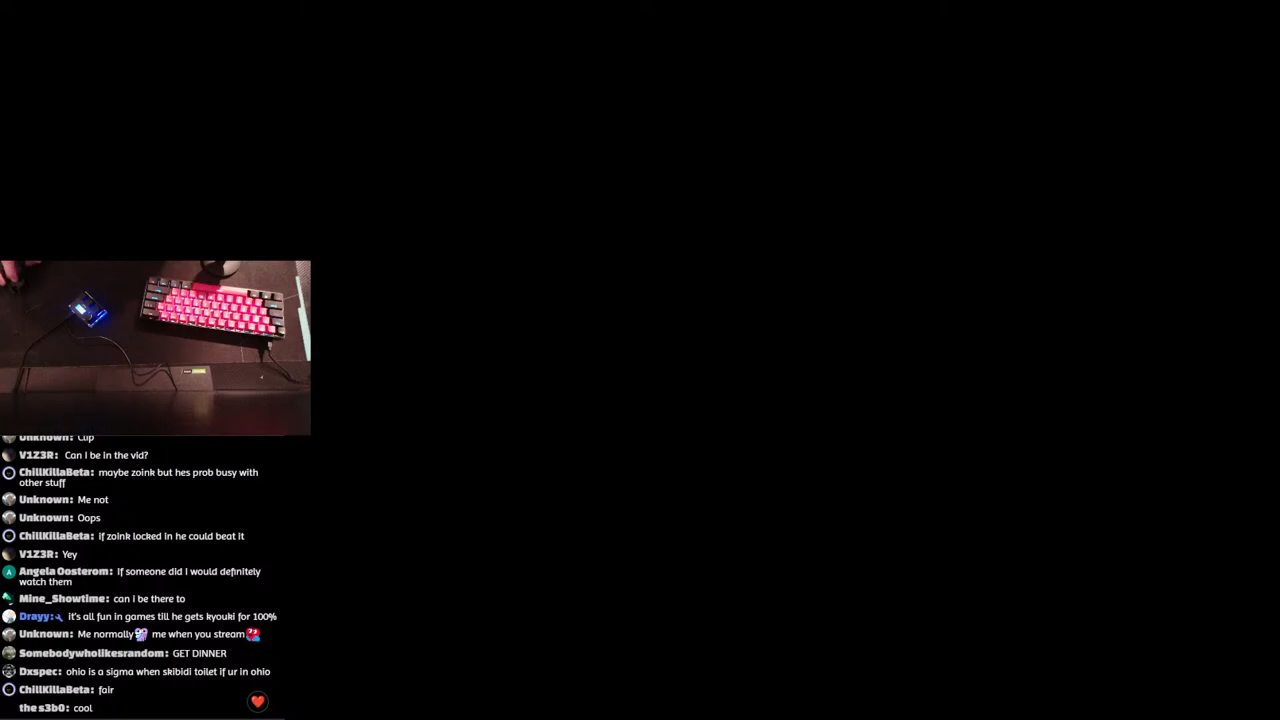 Unknown: Clip
V1Z3R: Can I be in the vid?
ChillKillaBeta: maybe zoink but hes prob busy with
other stuff
Unknown: Me not
Unknown: Oops
ChillKillaBeta: if zoink locked in he could beat it
V1Z3R: Yey
Angela Oosterom: If someone did I would definitely
watch them
Mine_Showtime: can i be there to
Drayy: it's all fun in games till he gets kyouki for 100%
Unknown: Me normally me when you stream
Somebodywholikesrandom: GET DINNER
Dxspec: ohio is a sigma when skibidi toilet if ur in ohio
ChillKillaBeta: fair
the s3b0: cool